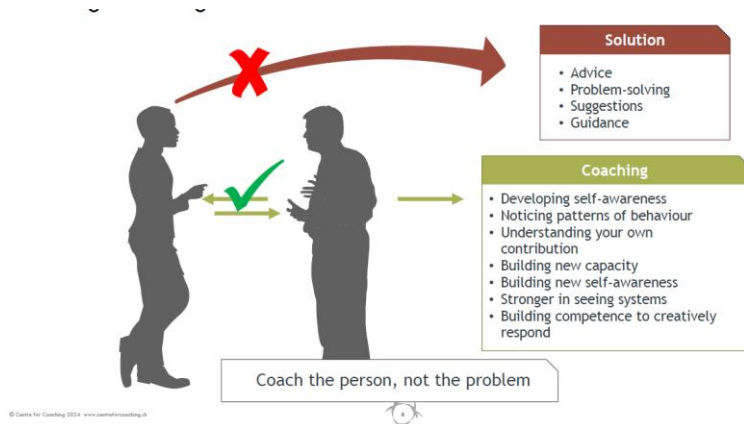 Solution
• Advice
• Problem-solving
• Suggestions
• Guidance
Coaching
• Developing self-awareness
• Noticing patterns of behaviour
• Understanding your own
contribution
• Building new capacity
• Building new self-awareness
• Stronger in seeing systems
• Building competence to creatively
respond
Coach the person, not the problem
© Centre for Coaching 2024 www.centreforcoaching.ch